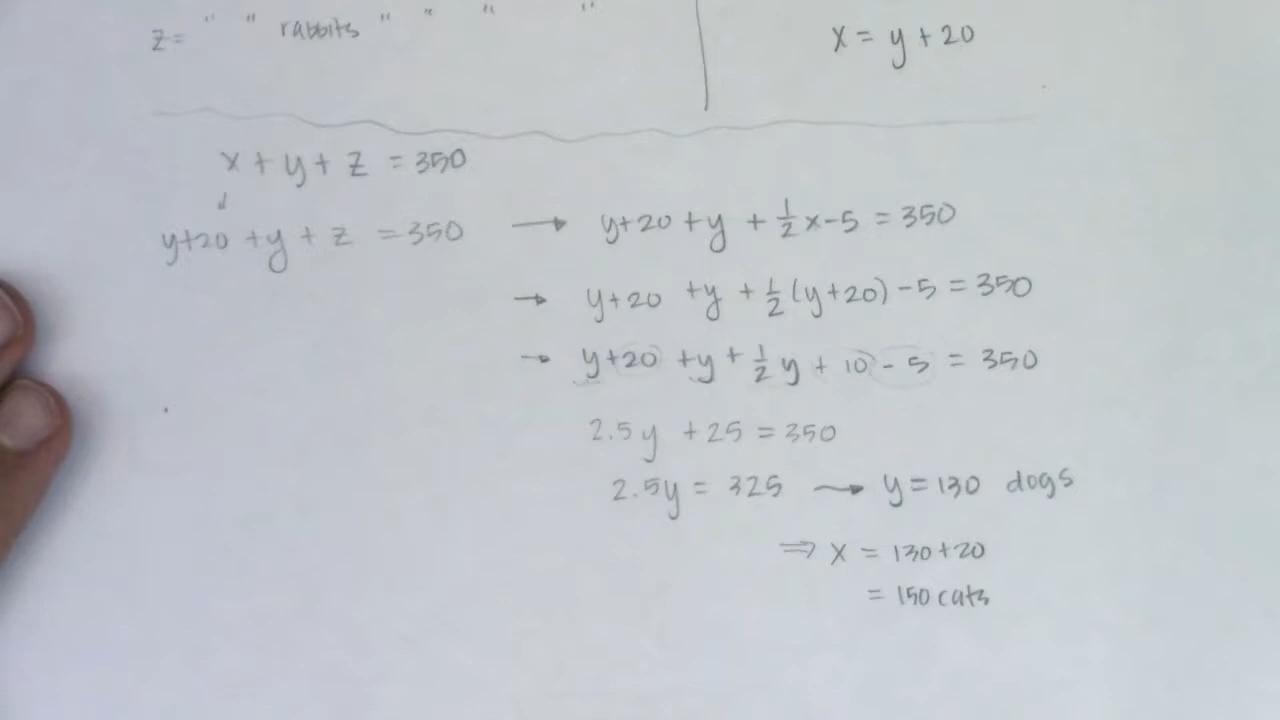 z= " " rabbits " " " "
x = y + 20
x + y + z = 350
↓
y+20 + y + z = 350 → y+20 + y + 1/2 x - 5 = 350
→ y+20 + y + 1/2 (y+20) - 5 = 350
→ y+20 + y + 1/2 y + 10 - 5 = 350
2.5y + 25 = 350
2.5y = 325 → y = 130 dogs
⇒ x = 130+20
= 150 cats